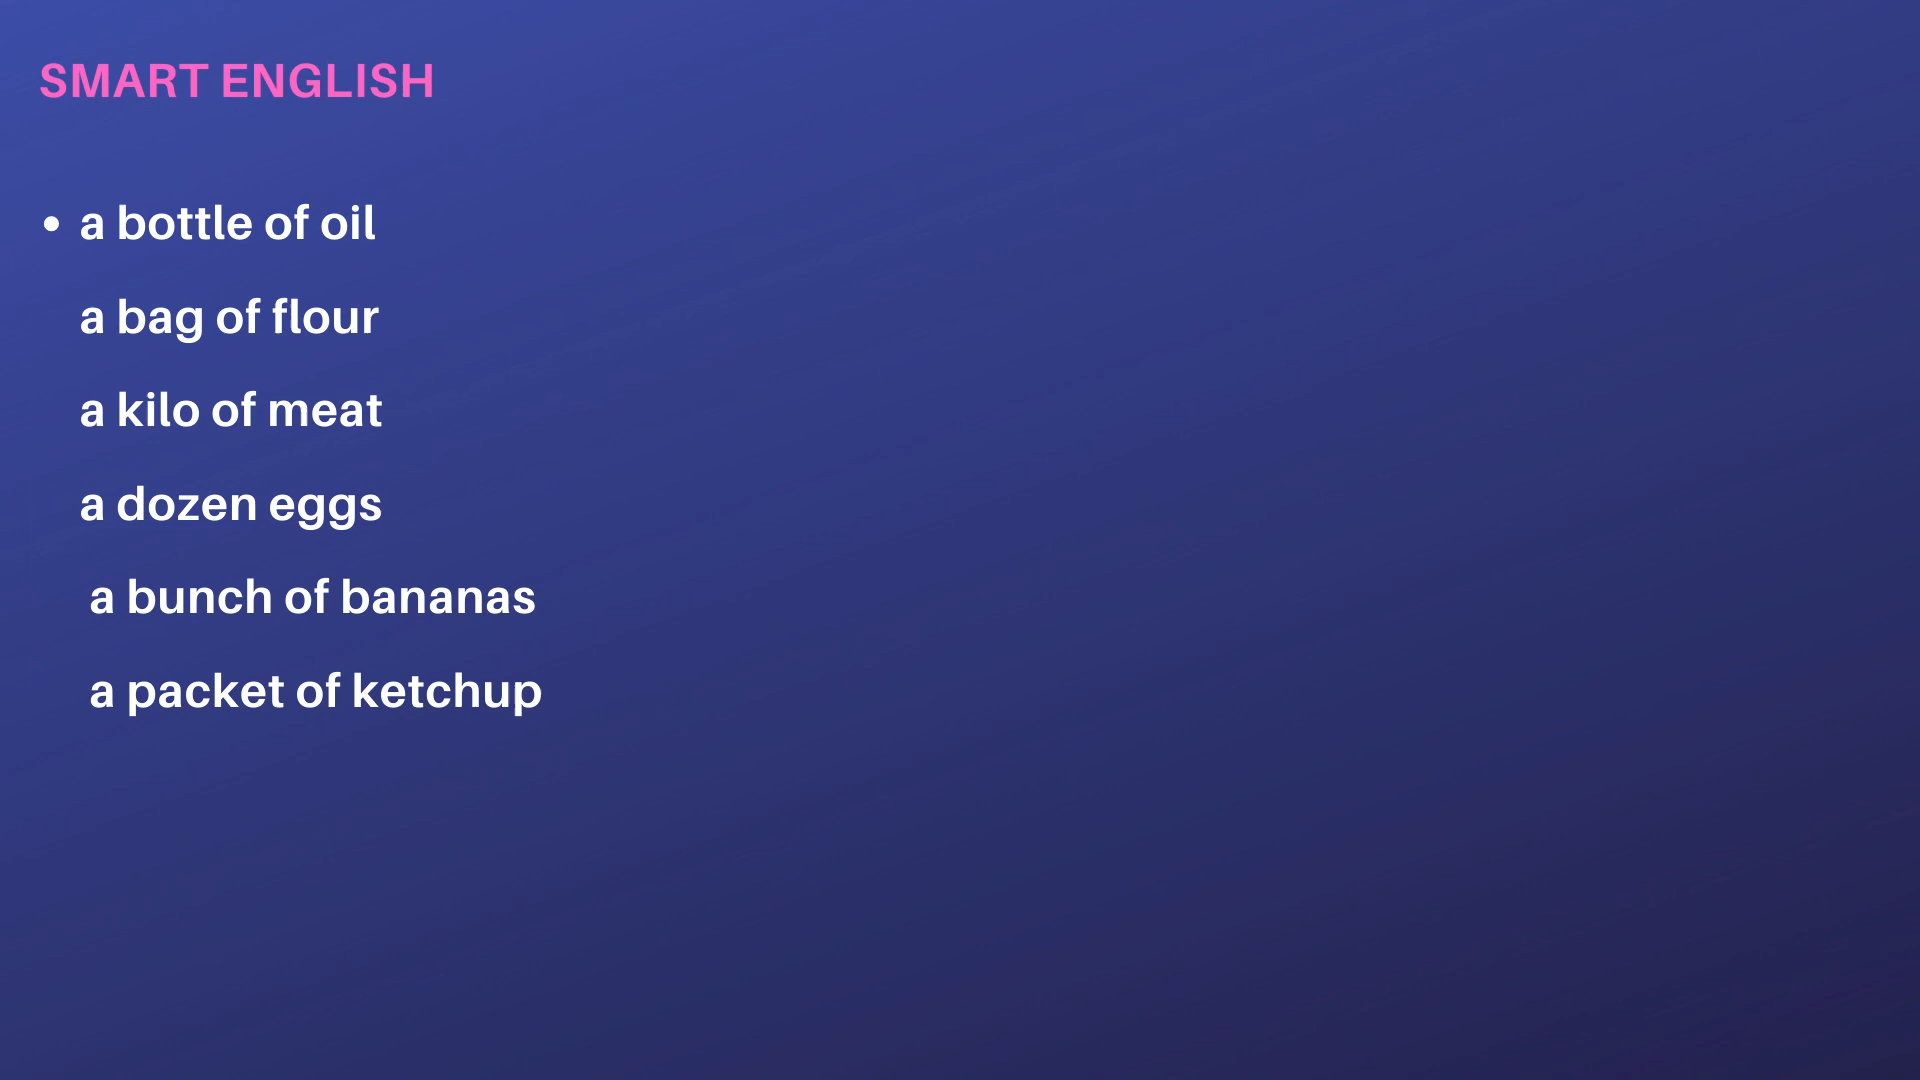 SMART ENGLISH
• a bottle of oil
a bag of flour
a kilo of meat
a dozen eggs
a bunch of bananas
a packet of ketchup